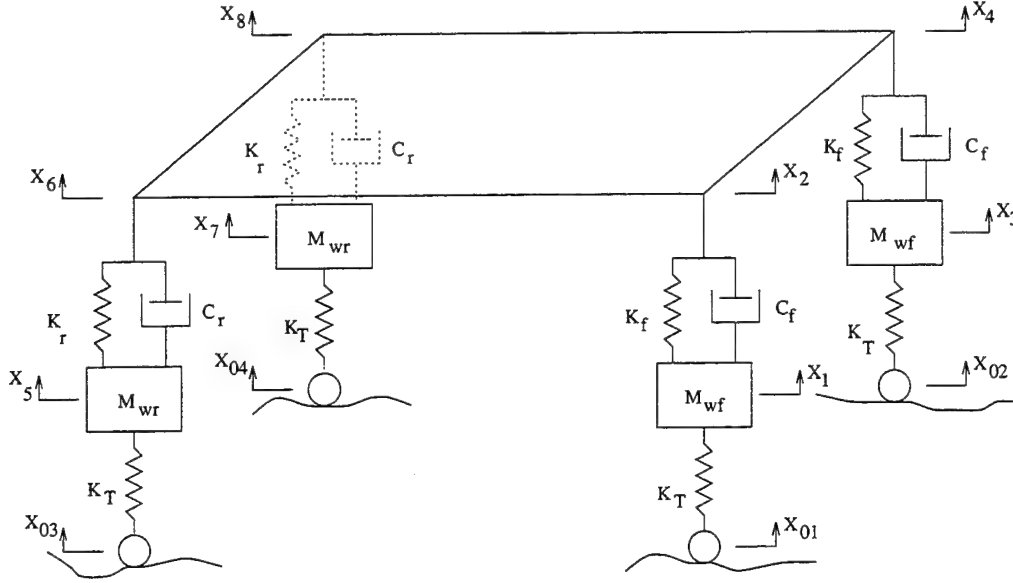 X8
X4
Kr
Cr
Kf
Cf
X6
X2
X7
Mwr
X3
Mwf
Kr
Cr
KT
Kf
Cf
KT
X5
Mwr
X04
X1
Mwf
X02
KT
KT
X03
X01